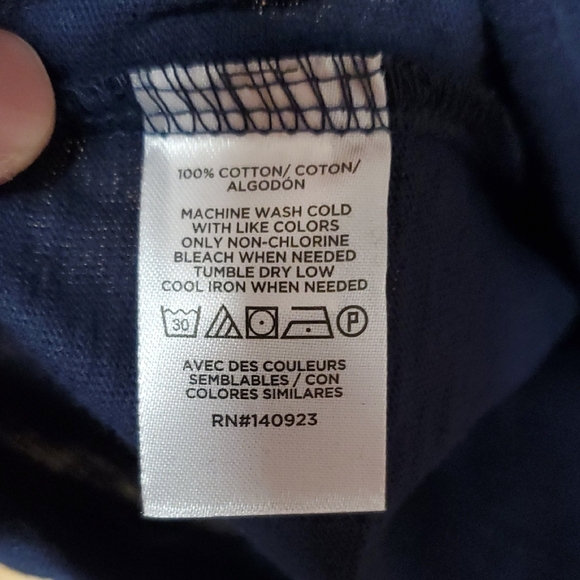 100% COTTON/ COTON/
ALGODÓN
MACHINE WASH COLD
WITH LIKE COLORS
ONLY NON-CHLORINE
BLEACH WHEN NEEDED
TUMBLE DRY LOW
COOL IRON WHEN NEEDED
30 P
AVEC DES COULEURS
SEMBLABLES / CON
COLORES SIMILARES
RN#140923